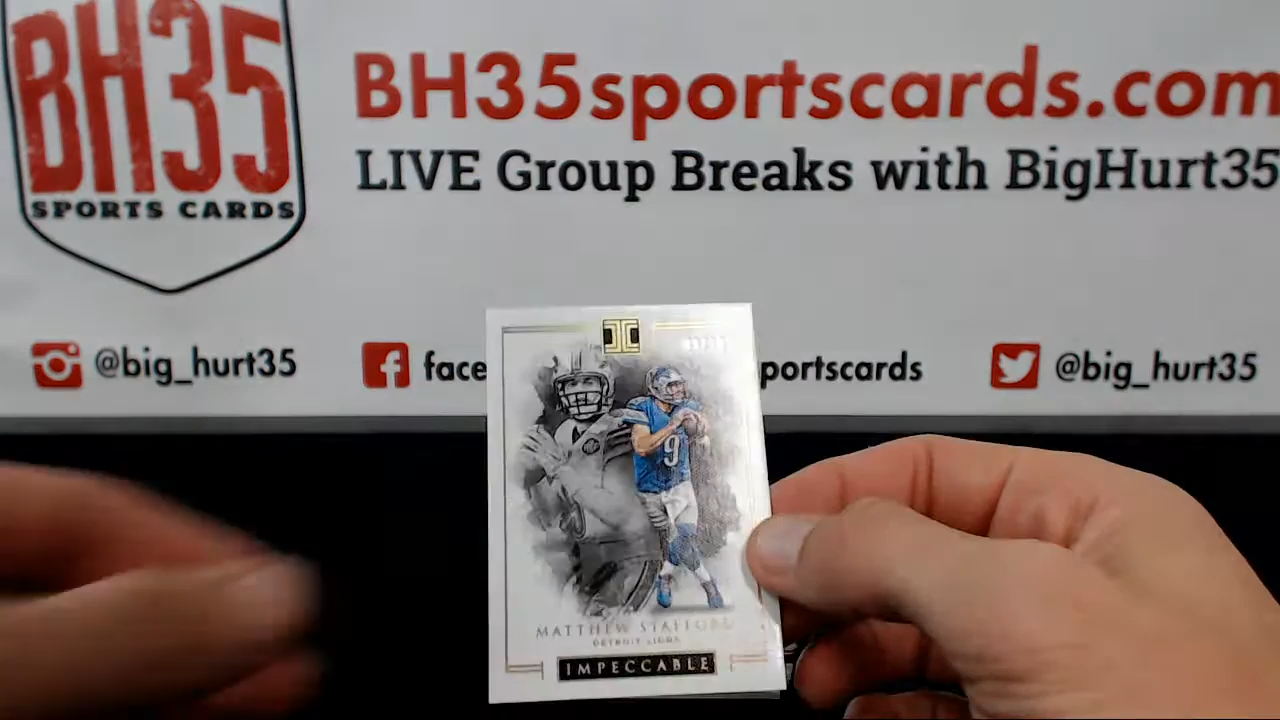 BH35
SPORTS CARDS
BH35sportscards.com
LIVE Group Breaks with BigHurt35
@big_hurt35
face
portscards
@big_hurt35
9
MATTHEW STAFFORD
DETROIT LIONS
IMPECCABLE